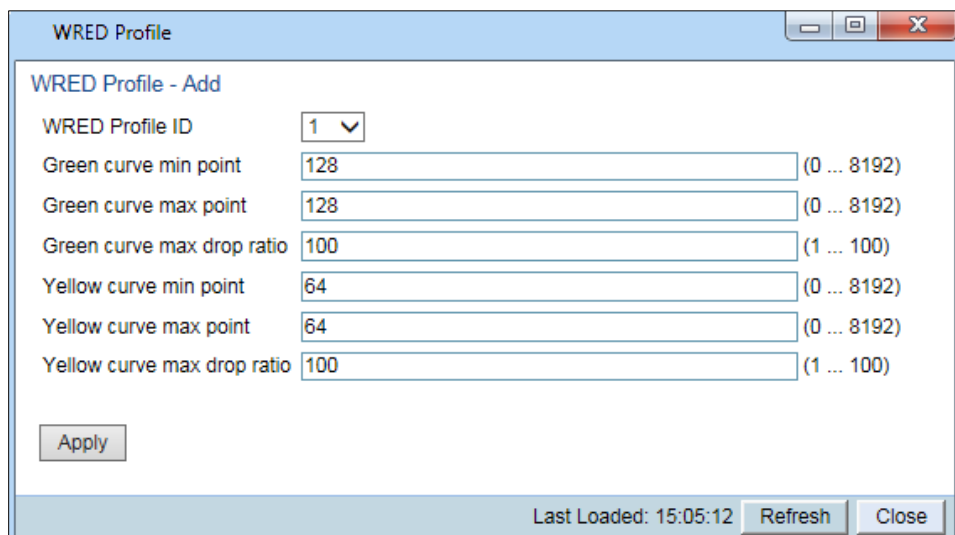 WRED Profile
WRED Profile - Add
WRED Profile ID 1
Green curve min point 128 (0 ... 8192)
Green curve max point 128 (0 ... 8192)
Green curve max drop ratio 100 (1 ... 100)
Yellow curve min point 64 (0 ... 8192)
Yellow curve max point 64 (0 ... 8192)
Yellow curve max drop ratio 100 (1 ... 100)
Apply
Last Loaded: 15:05:12 Refresh Close